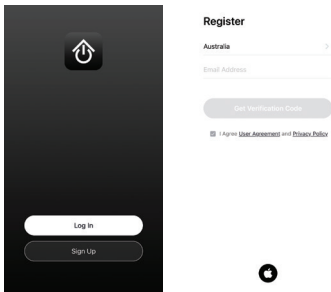 Log In
Sign Up
Register
Australia
Email Address
Get Verification Code
I Agree User Agreement and Privacy Policy